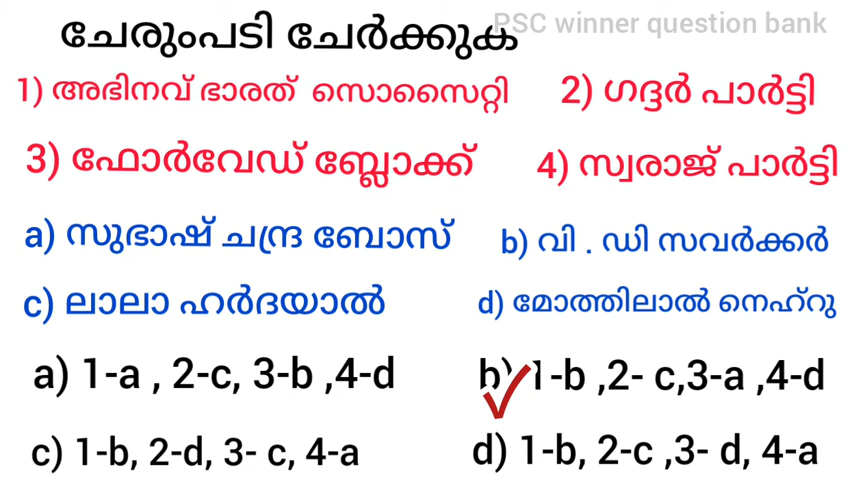 PSC winner question bank
ചേരുംപടി ചേർക്കുക
1) അഭിനവ് ഭാരത് സൊസൈറ്റി 2) ഗദ്ദർ പാർട്ടി
3) ഫോർവേഡ് ബ്ലോക്ക് 4) സ്വരാജ് പാർട്ടി
a) സുഭാഷ് ചന്ദ്ര ബോസ് b) വി . ഡി സവർക്കർ
c) ലാലാ ഹർദയാൽ d) മോത്തിലാൽ നെഹ്റു
a) 1-a , 2-c, 3-b ,4-d b) 1-b ,2- c,3-a ,4-d
c) 1-b, 2-d, 3- c, 4-a d) 1-b, 2-c ,3- d, 4-a